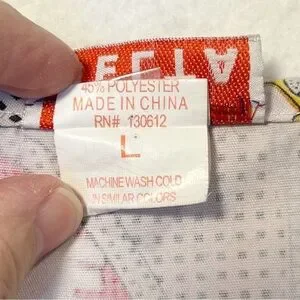 45% POLYESTER
MADE IN CHINA
RN# 130612
L
MACHINE WASH COLD
IN SIMILAR COLORS